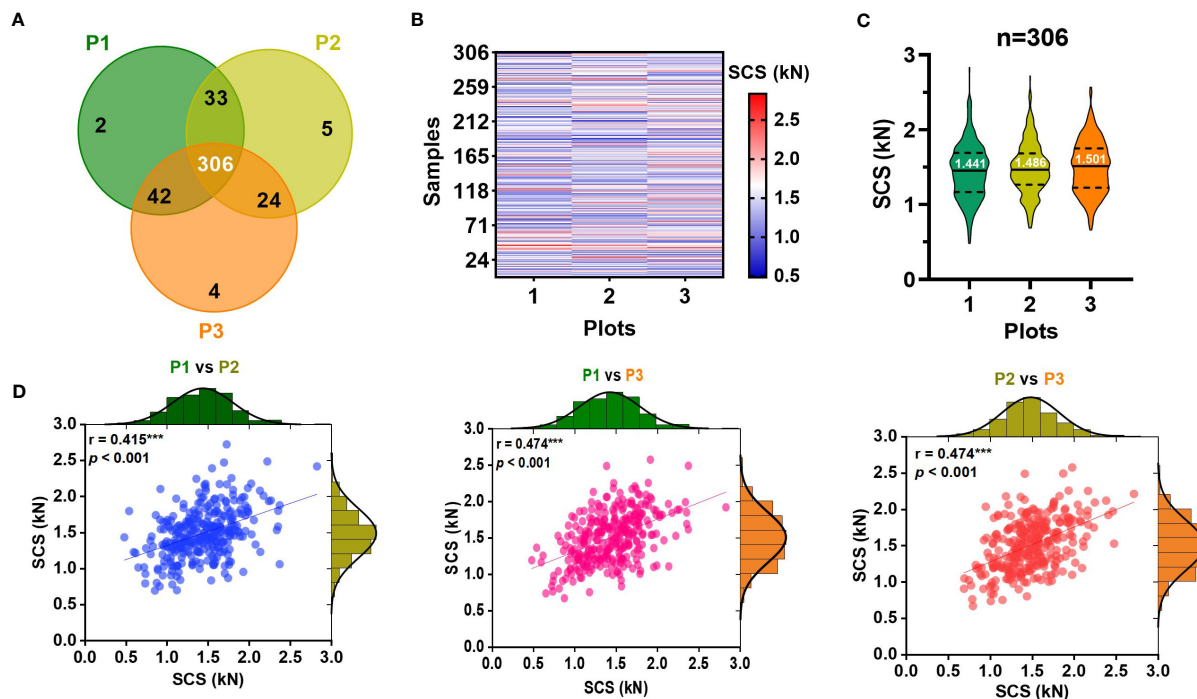 A
P1
P2
33
2
5
306
42
24
4
P3
B
306
259
212
165
118
71
24
Samples
1
2
3
Plots
SCS (kN)
2.5
2.0
1.5
1.0
0.5
C
n=306
3
2
1
0
SCS (kN)
1.441
1.486
1.501
1
2
3
Plots
D
P1 vs P2
r = 0.415***
p < 0.001
3.0
2.5
2.0
1.5
1.0
0.5
0.0
SCS (kN)
0.0
0.5
1.0
1.5
2.0
2.5
3.0
SCS (kN)
P1 vs P3
r = 0.474***
p < 0.001
3.0
2.5
2.0
1.5
1.0
0.5
0.0
SCS (kN)
0.0
0.5
1.0
1.5
2.0
2.5
3.0
SCS (kN)
P2 vs P3
r = 0.474***
p < 0.001
3.0
2.5
2.0
1.5
1.0
0.5
0.0
SCS (kN)
0.0
0.5
1.0
1.5
2.0
2.5
3.0
SCS (kN)